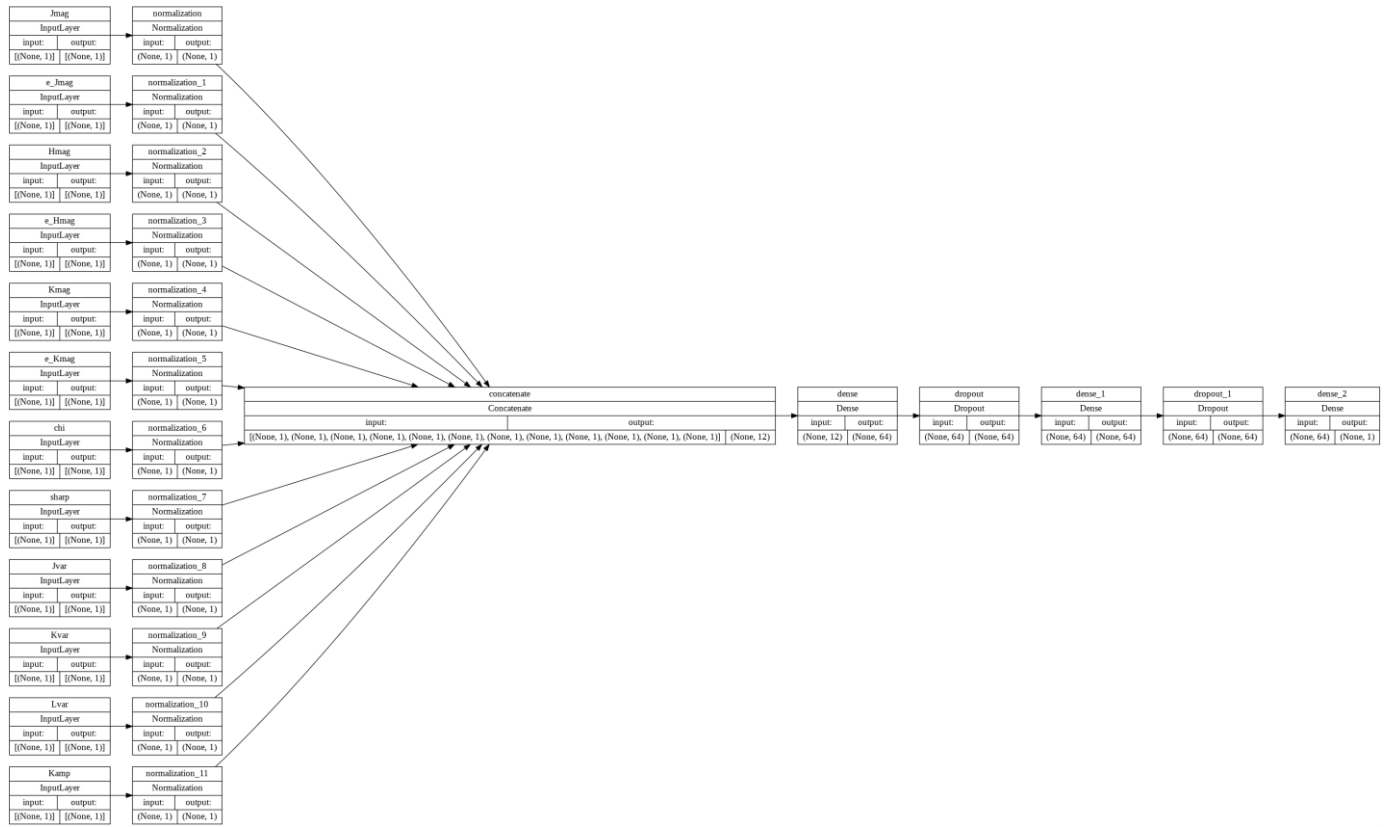 Jmag
InputLayer
input: output:
[(None, 1)] [(None, 1)]
normalization
Normalization
input: output:
(None, 1) (None, 1)
e_Jmag
InputLayer
input: output:
[(None, 1)] [(None, 1)]
normalization_1
Normalization
input: output:
(None, 1) (None, 1)
Hmag
InputLayer
input: output:
[(None, 1)] [(None, 1)]
normalization_2
Normalization
input: output:
(None, 1) (None, 1)
e_Hmag
InputLayer
input: output:
[(None, 1)] [(None, 1)]
normalization_3
Normalization
input: output:
(None, 1) (None, 1)
Kmag
InputLayer
input: output:
[(None, 1)] [(None, 1)]
normalization_4
Normalization
input: output:
(None, 1) (None, 1)
e_Kmag
InputLayer
input: output:
[(None, 1)] [(None, 1)]
normalization_5
Normalization
input: output:
(None, 1) (None, 1)
chi
InputLayer
input: output:
[(None, 1)] [(None, 1)]
normalization_6
Normalization
input: output:
(None, 1) (None, 1)
sharp
InputLayer
input: output:
[(None, 1)] [(None, 1)]
normalization_7
Normalization
input: output:
(None, 1) (None, 1)
Jvar
InputLayer
input: output:
[(None, 1)] [(None, 1)]
normalization_8
Normalization
input: output:
(None, 1) (None, 1)
Kvar
InputLayer
input: output:
[(None, 1)] [(None, 1)]
normalization_9
Normalization
input: output:
(None, 1) (None, 1)
Lvar
InputLayer
input: output:
[(None, 1)] [(None, 1)]
normalization_10
Normalization
input: output:
(None, 1) (None, 1)
Kamp
InputLayer
input: output:
[(None, 1)] [(None, 1)]
normalization_11
Normalization
input: output:
(None, 1) (None, 1)
concatenate
Concatenate
input: output:
[(None, 1), (None, 1), (None, 1), (None, 1), (None, 1), (None, 1), (None, 1), (None, 1), (None, 1), (None, 1), (None, 1), (None, 1)] (None, 12)
dense
Dense
input: output:
(None, 12) (None, 64)
dropout
Dropout
input: output:
(None, 64) (None, 64)
dense_1
Dense
input: output:
(None, 64) (None, 64)
dropout_1
Dropout
input: output:
(None, 64) (None, 64)
dense_2
Dense
input: output:
(None, 64) (None, 1)